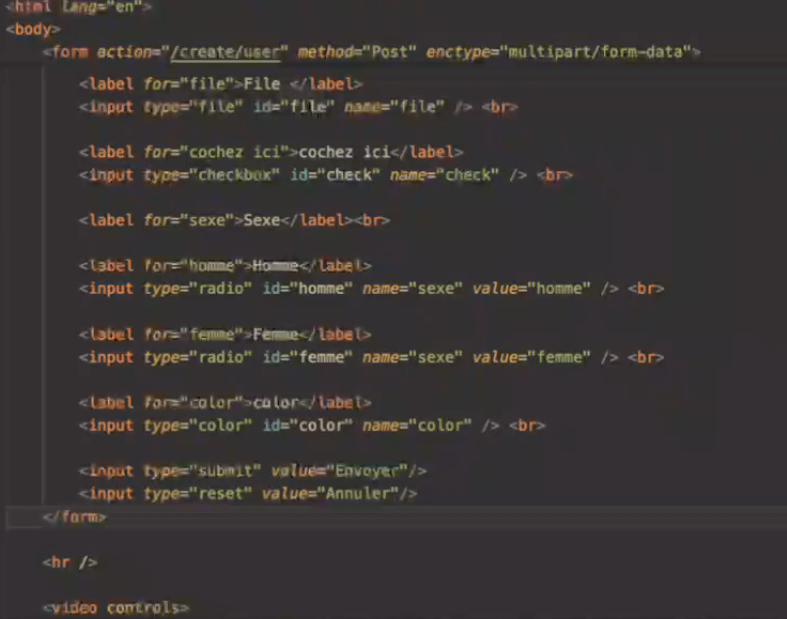 <html lang="en">
<body>
<form action="/create/user" method="Post" enctype="multipart/form-data">
<label for="file">File </label>
<input type="file" id="file" name="file" /> <br>
<label for="cochez ici">cochez ici</label>
<input type="checkbox" id="check" name="check" /> <br>
<label for="sexe">Sexe</label><br>
<label for="homme">Homme</label>
<input type="radio" id="homme" name="sexe" value="homme" /> <br>
<label for="femme">Femme</label>
<input type="radio" id="femme" name="sexe" value="femme" /> <br>
<label for="color">color</label>
<input type="color" id="color" name="color" /> <br>
<input type="submit" value="Envoyer"/>
<input type="reset" value="Annuler"/>
</form>
<hr />
<video controls>